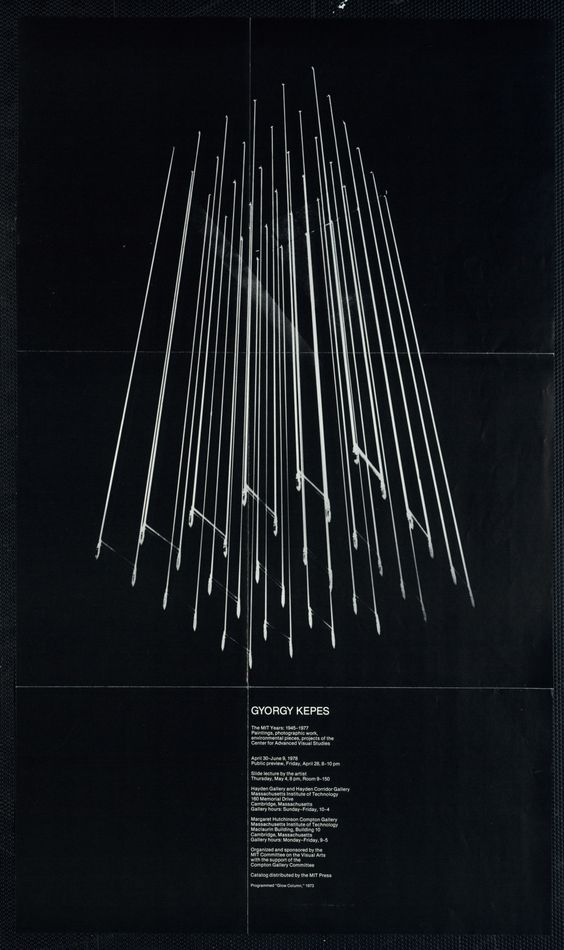 GYORGY KEPES
The MIT Years: 1945–1977
Paintings, photographic work,
environmental pieces, projects of the
Center for Advanced Visual Studies
April 30–June 9, 1978
Public preview, Friday, April 28, 8–10 pm
Slide lecture by the artist
Thursday, May 4, 8 pm, Room 9–150
Hayden Gallery and Hayden Corridor Gallery
Massachusetts Institute of Technology
160 Memorial Drive
Cambridge, Massachusetts
Gallery hours: Sunday–Friday, 10–4
Margaret Hutchinson Compton Gallery
Massachusetts Institute of Technology
Maclaurin Building, Building 10
Cambridge, Massachusetts
Gallery hours: Monday–Friday, 9–5
Organized and sponsored by the
MIT Committee on the Visual Arts
with the support of the
Compton Gallery Committee
Catalog distributed by the MIT Press
Programmed "Glow Column," 1973